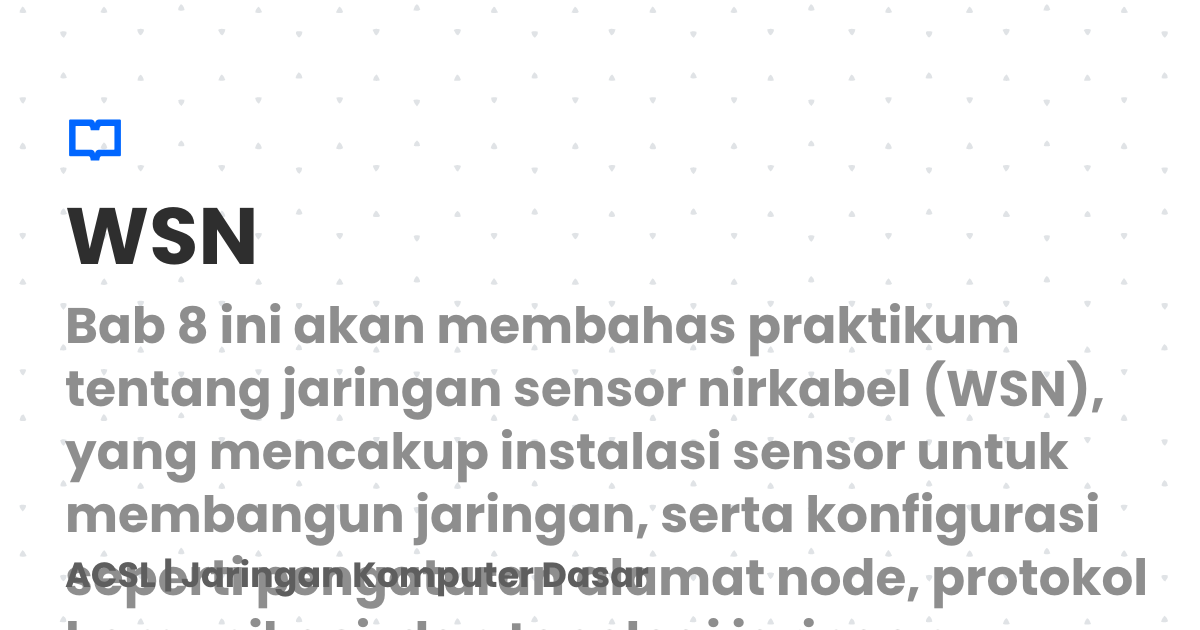 WSN
Bab 8 ini akan membahas praktikum
tentang jaringan sensor nirkabel (WSN),
yang mencakup instalasi sensor untuk
membangun jaringan, serta konfigurasi
seperti pengaturan alamat node, protokol
ACSL | Jaringan Komputer Dasar